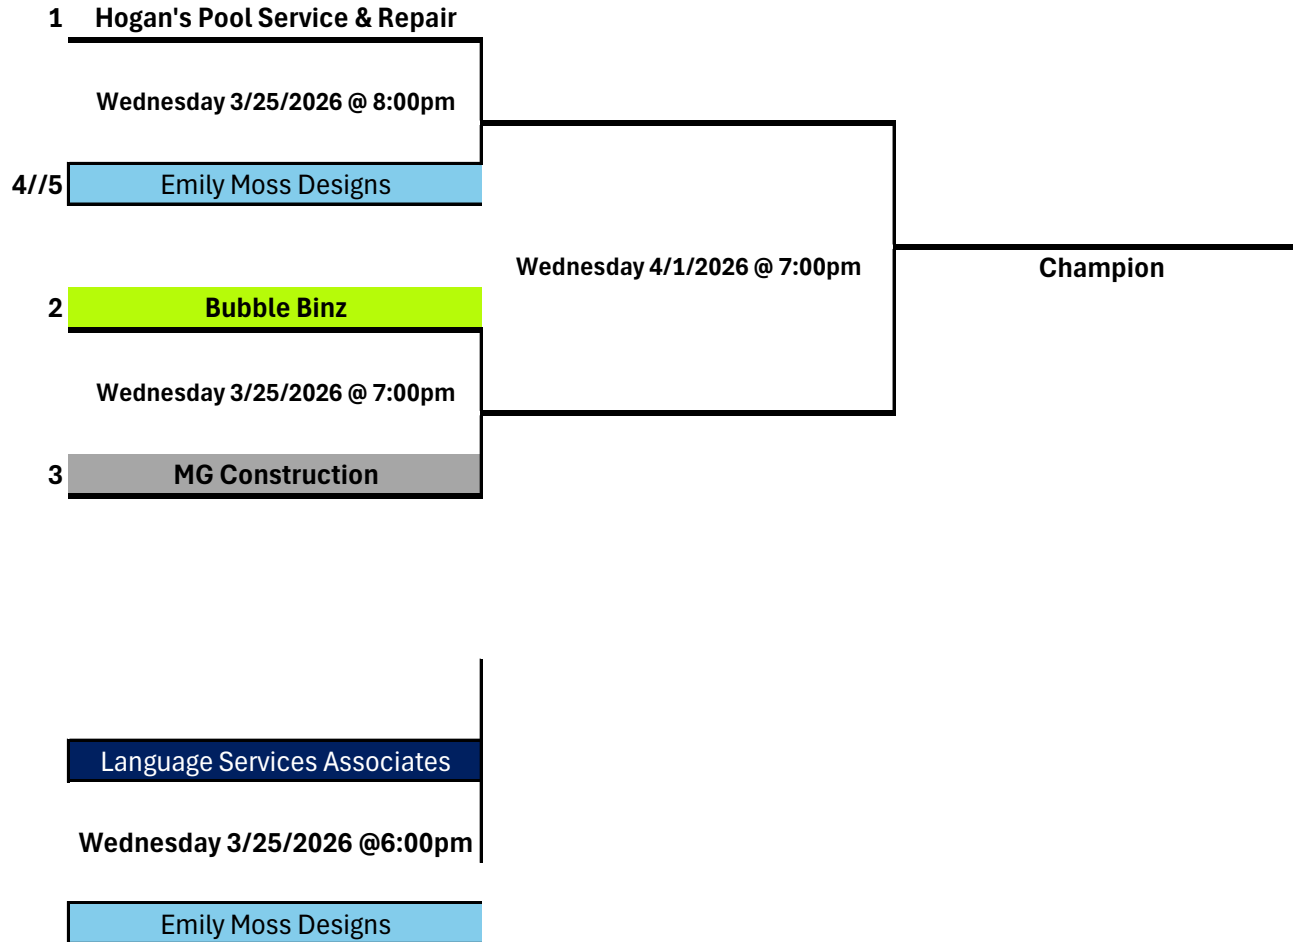 1 Hogan's Pool Service & Repair
Wednesday 3/25/2026 @ 8:00pm
4//5 Emily Moss Designs
Wednesday 4/1/2026 @ 7:00pm
Champion
2 Bubble Binz
Wednesday 3/25/2026 @ 7:00pm
3 MG Construction
Language Services Associates
Wednesday 3/25/2026 @6:00pm
Emily Moss Designs